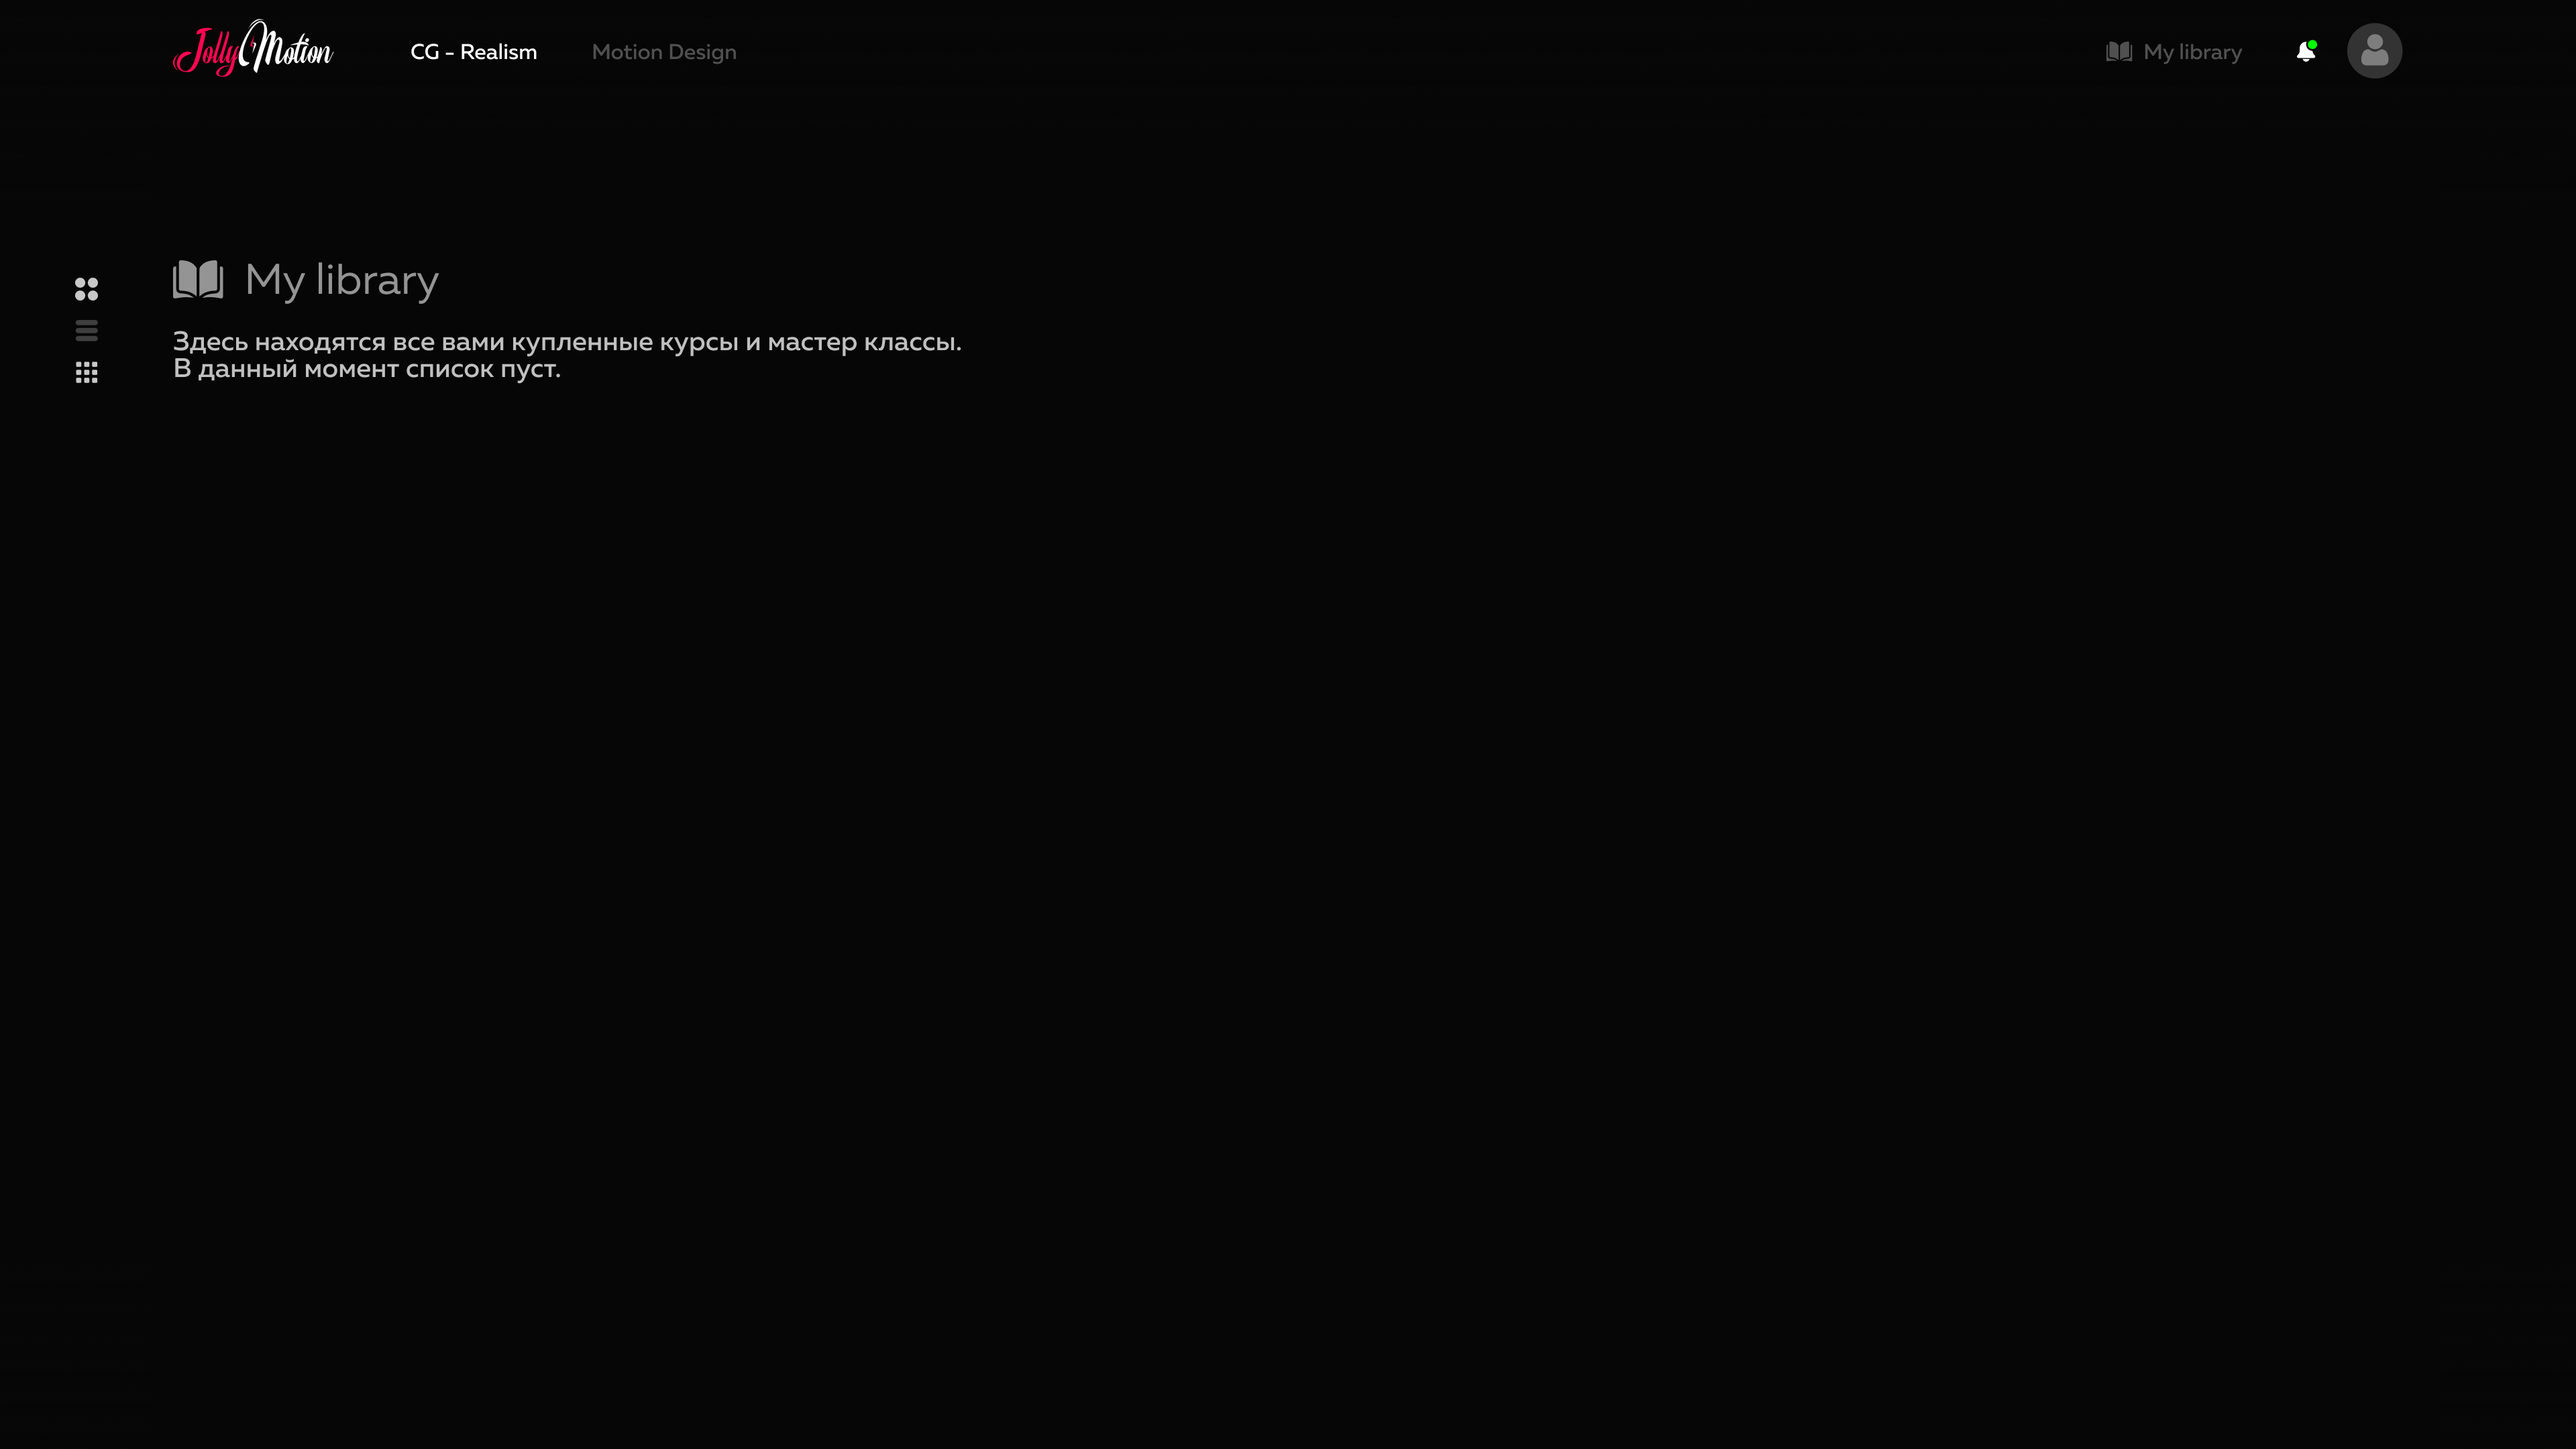 JollyMotion
CG - Realism
Motion Design
My library
My library
Здесь находятся все вами купленные курсы и мастер классы.
В данный момент список пуст.